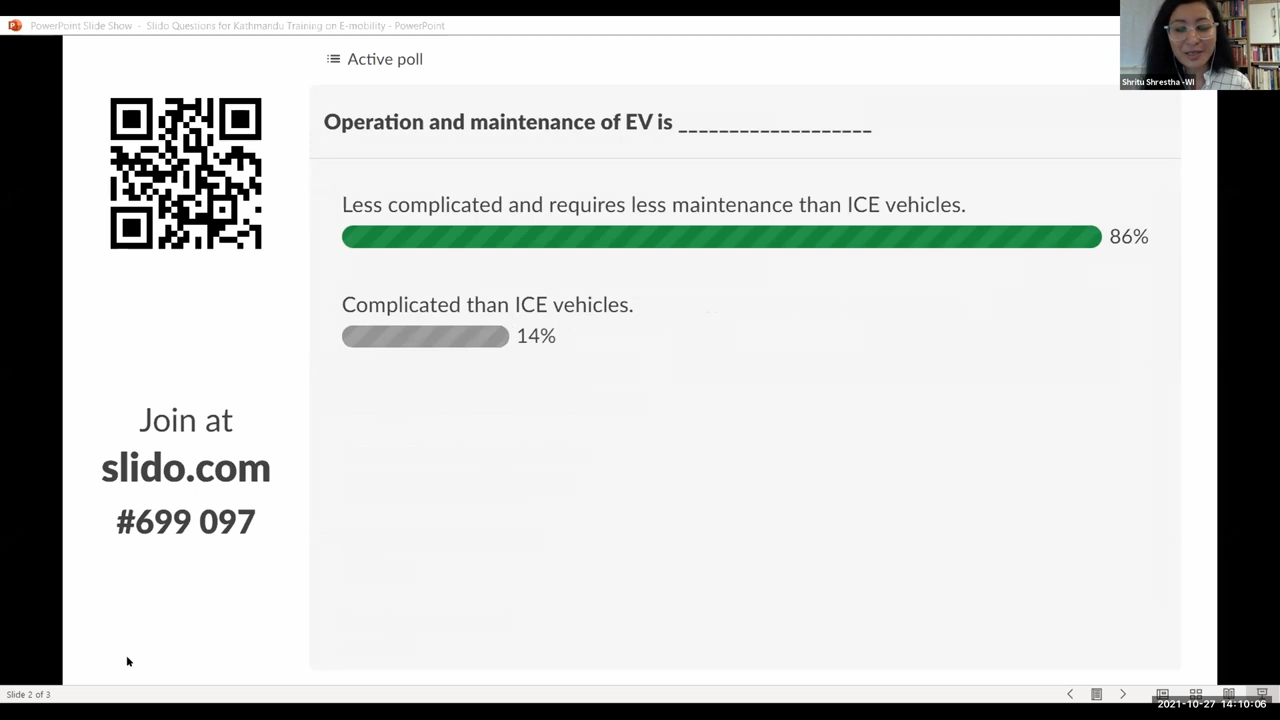 PowerPoint Slide Show - Slido Questions for Kathmandu Training on E-mobility - PowerPoint
Shritu Shrestha -WI
Active poll
Operation and maintenance of EV is ___________________
Less complicated and requires less maintenance than ICE vehicles.
86%
Complicated than ICE vehicles.
14%
Join at
slido.com
#699 097
Slide 2 of 3
2021-10-27 14:10:06